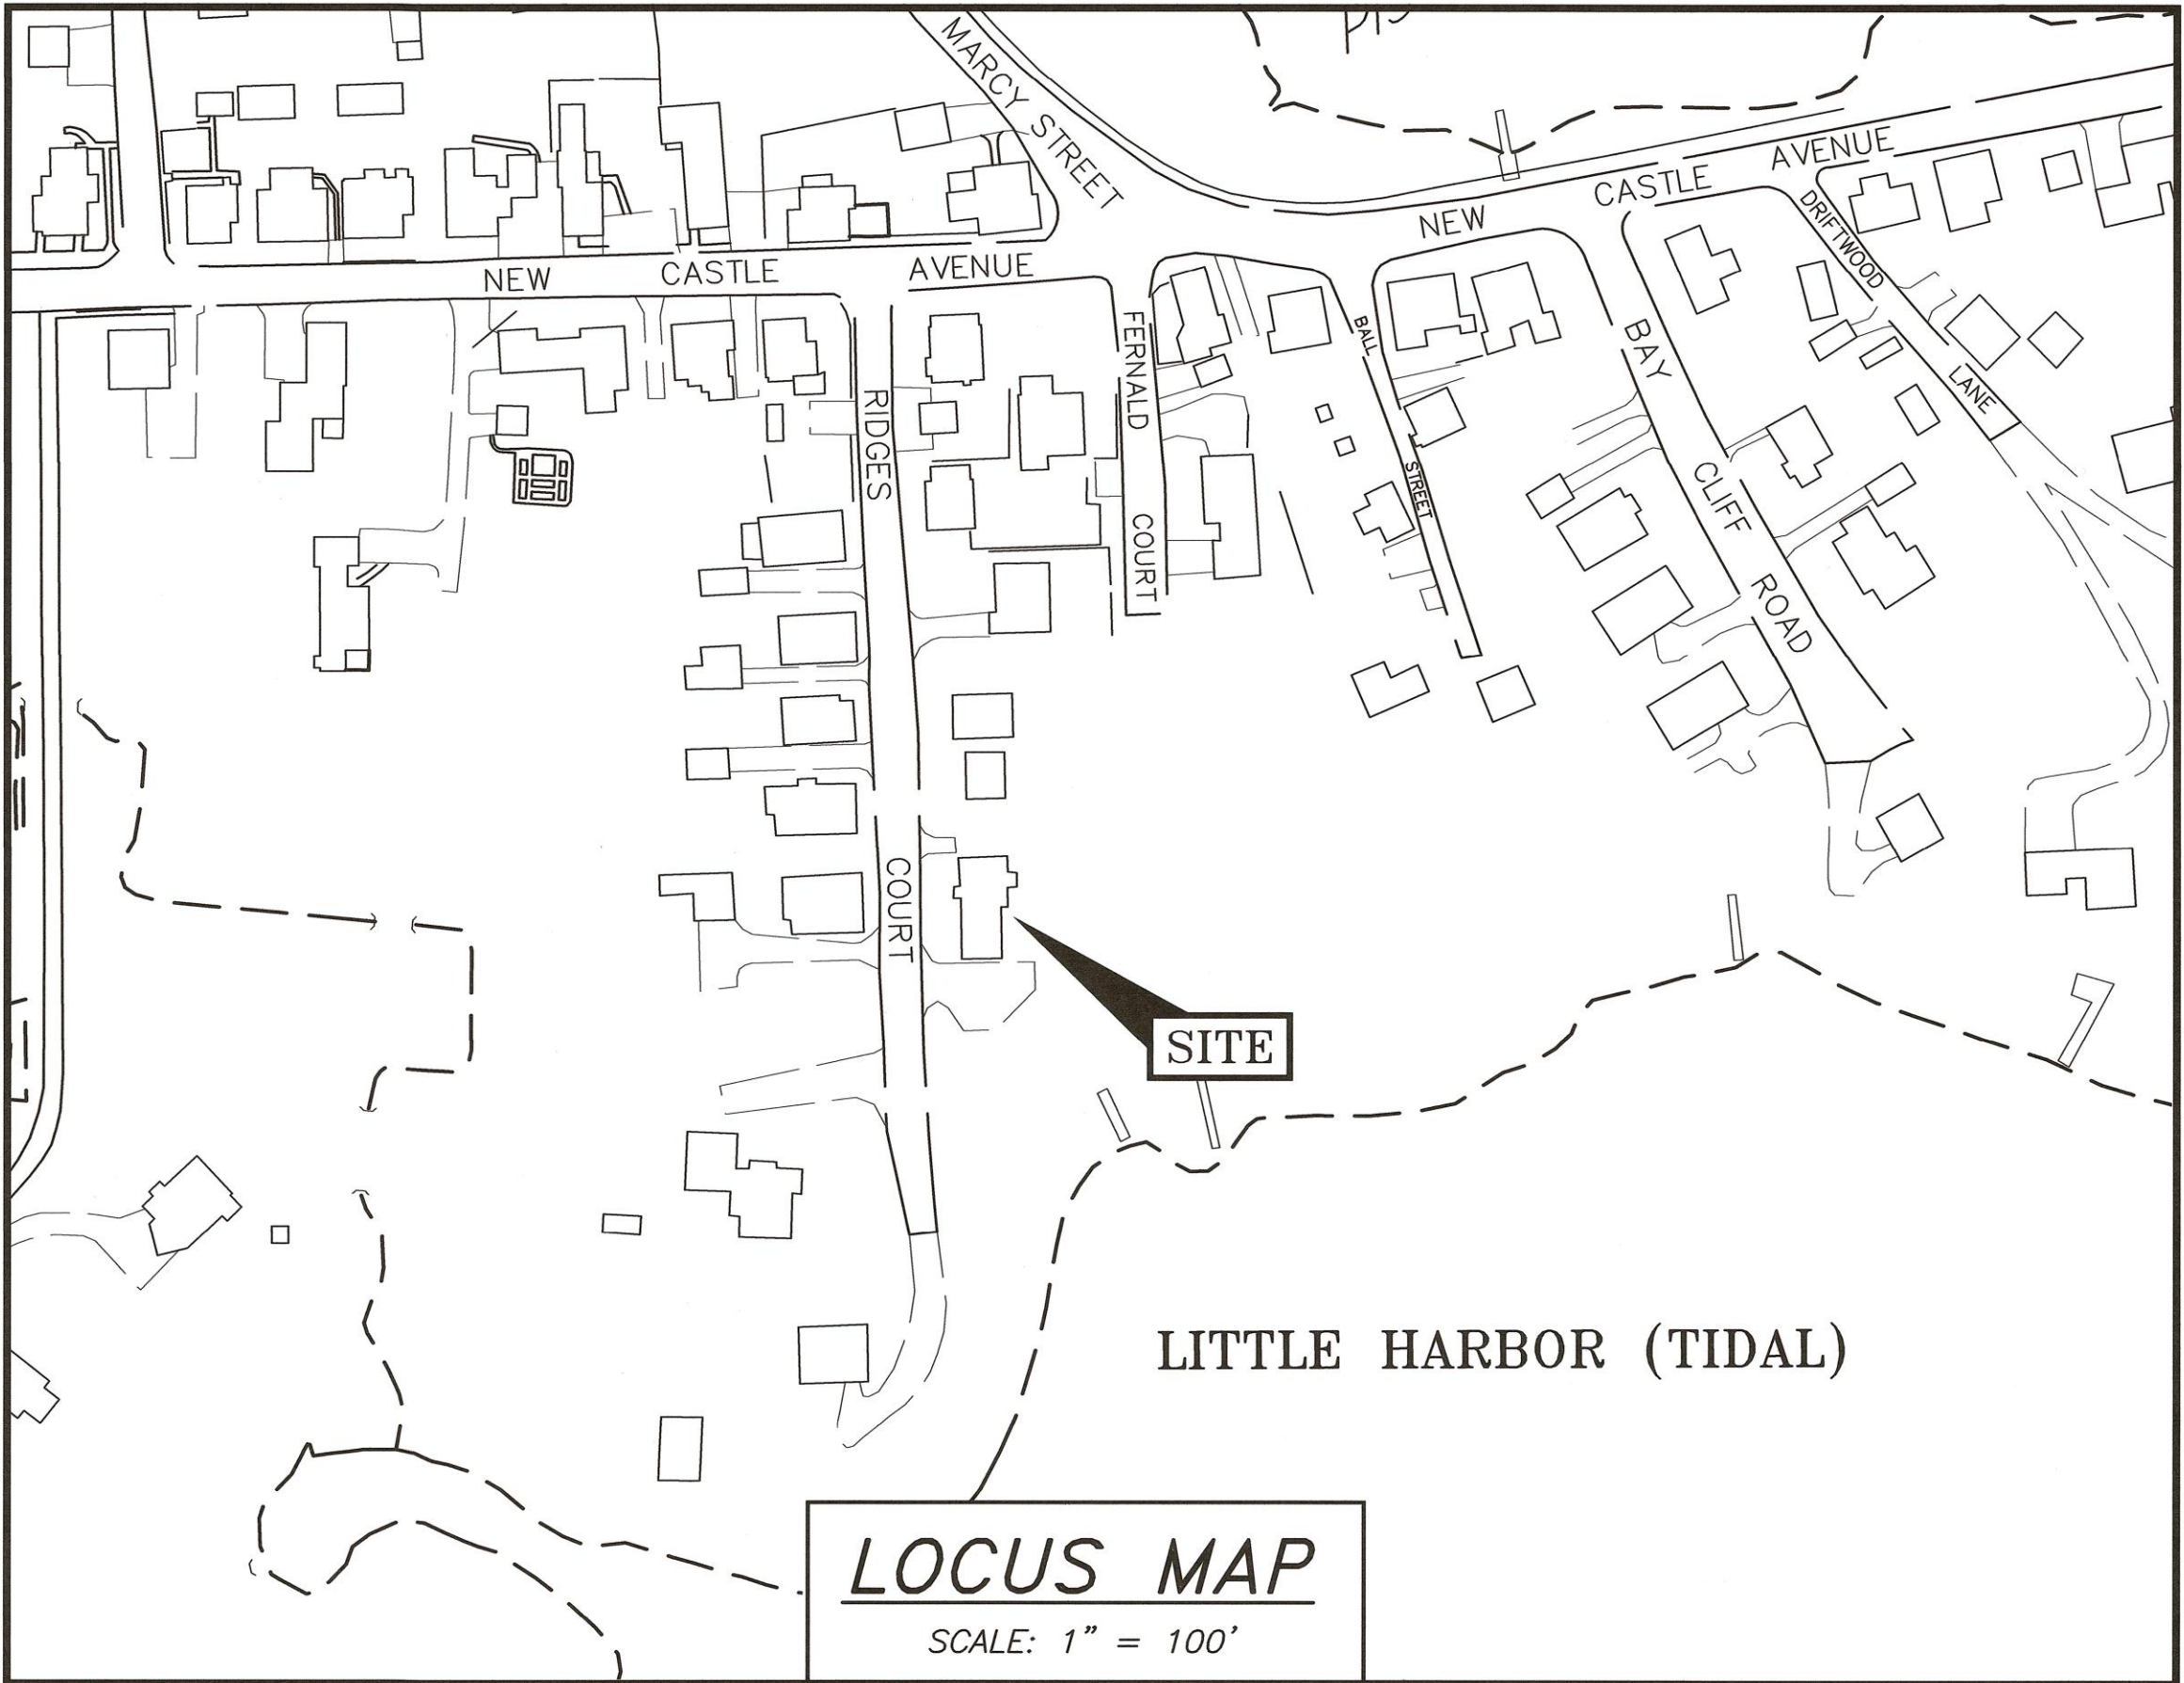 MARCY STREET
NEW CASTLE AVENUE
NEW CASTLE AVENUE
DRIFTWOOD LANE
RIDGES COURT
FERNALD COURT
BALL STREET
BAY CLIFF ROAD
SITE
LITTLE HARBOR (TIDAL)
LOCUS MAP
SCALE: 1" = 100'